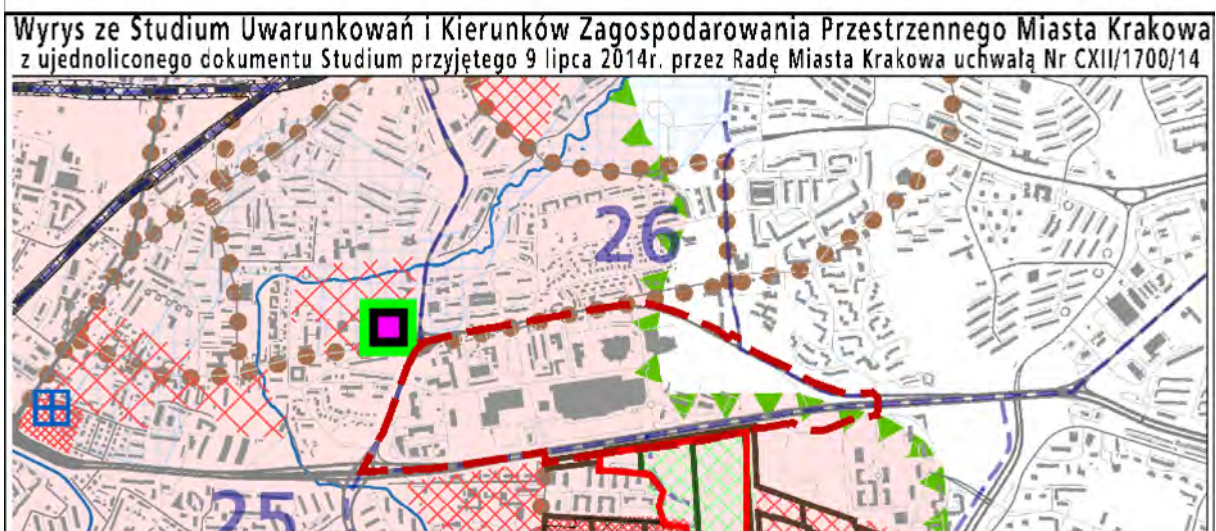 Wyrys ze Studium Uwarunkowań i Kierunków Zagospodarowania Przestrzennego Miasta Krakowa
z ujednoliconego dokumentu Studium przyjętego 9 lipca 2014r. przez Radę Miasta Krakowa uchwałą Nr CXII/1700/14
26
25